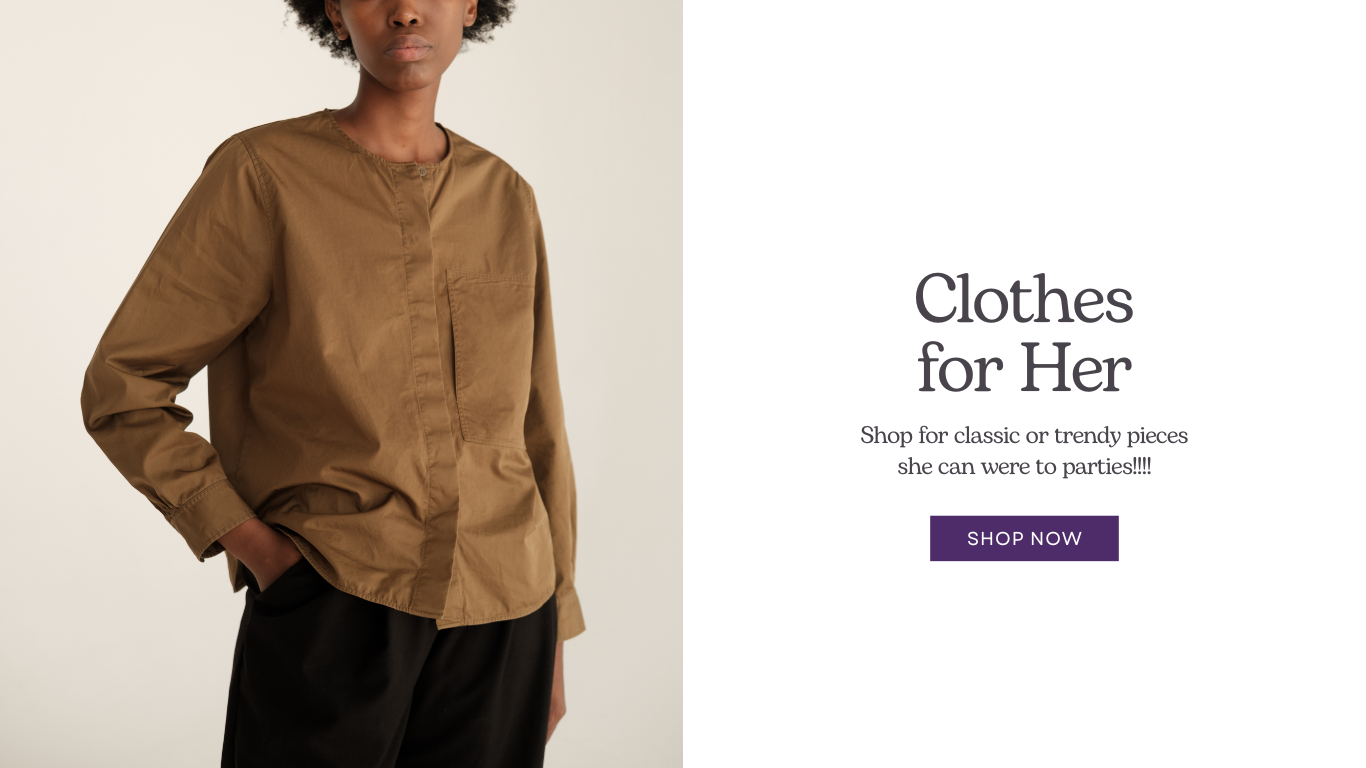 Clothes
for Her
Shop for classic or trendy pieces
she can were to parties!!!!
SHOP NOW